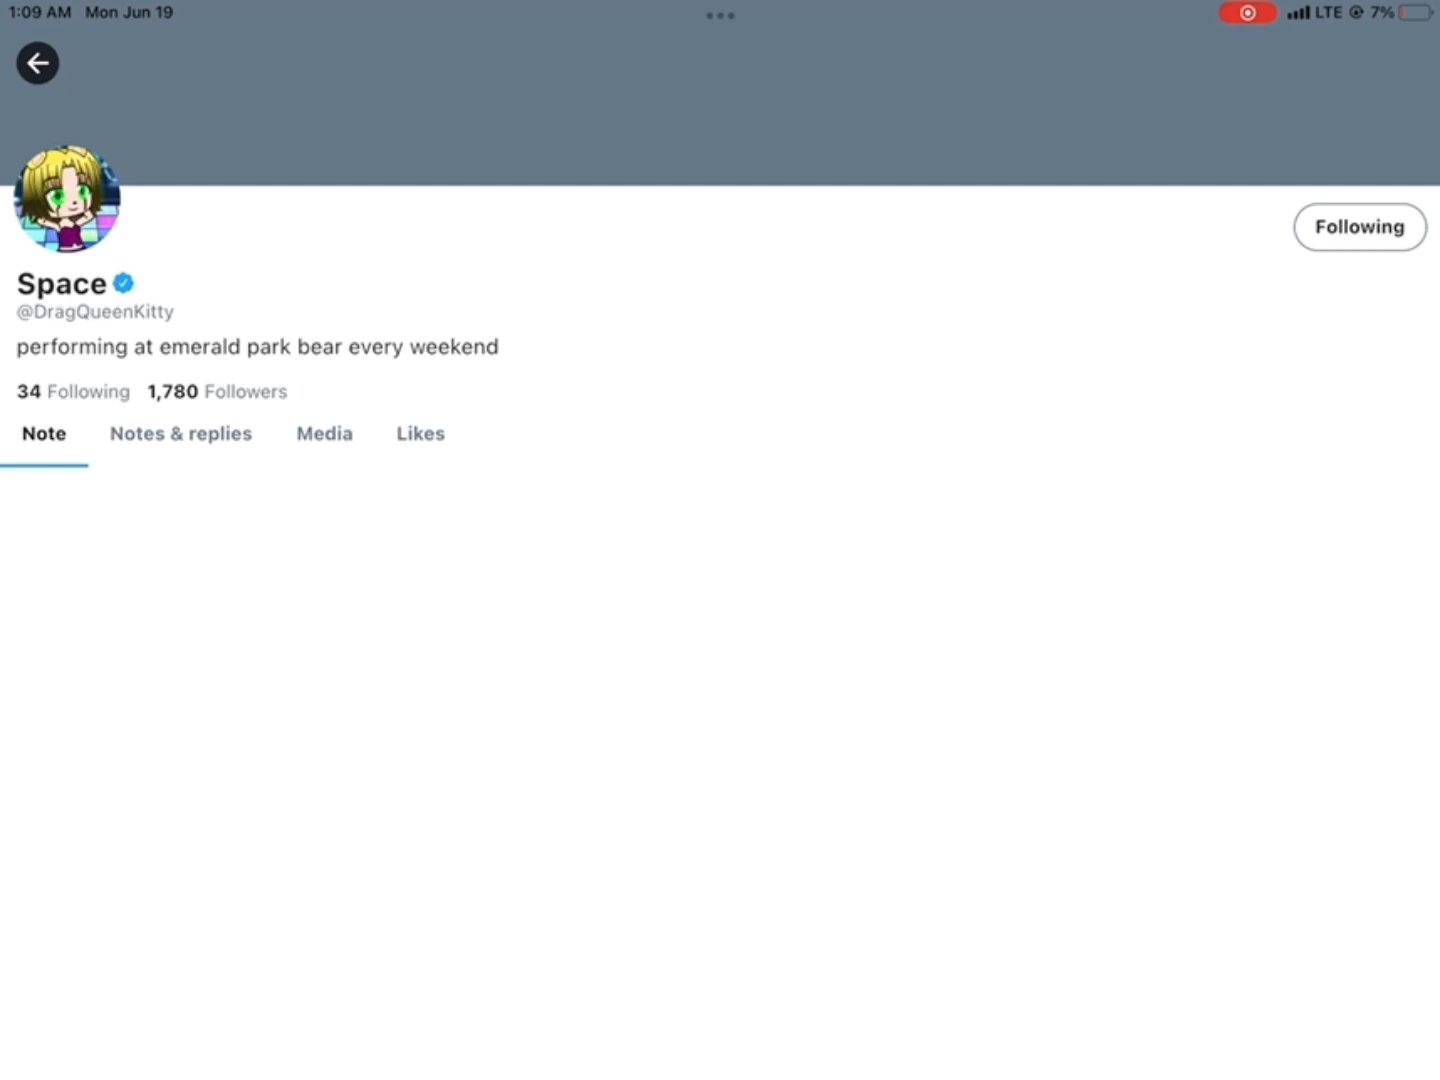 1:09 AM Mon Jun 19
LTE 7%
Following
Space
@DragQueenKitty
performing at emerald park bear every weekend
34 Following 1,780 Followers
Note Notes & replies Media Likes